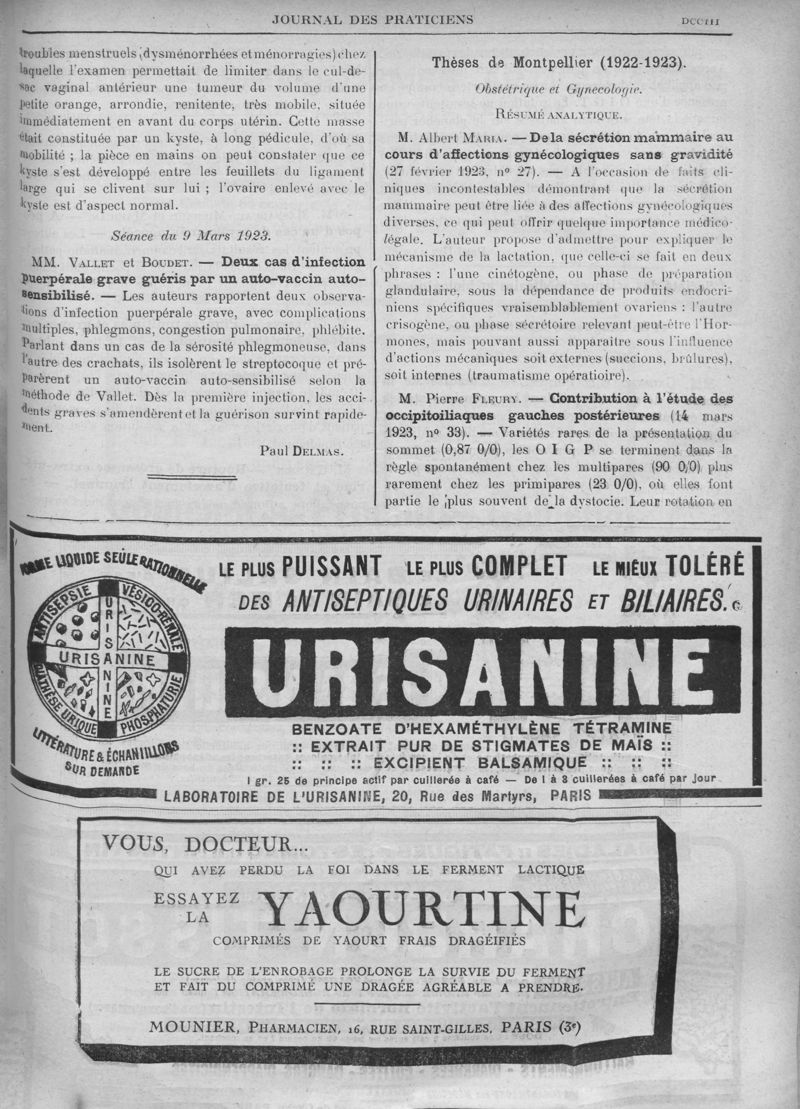 JOURNAL DES PRATICIENS
DCCIII
troubles menstruels (dysménorrhées et ménorragies) chez
laquelle l'examen permettait de limiter dans le cul-de-
sac vaginal antérieur une tumeur du volume d'une
petite orange, arrondie, renitente, très mobile, située
immédiatement en avant du corps utérin. Cette masse
était constituée par un kyste, à long pédicule, d'où sa
mobilité ; la pièce en mains on peut constater que ce
kyste s'est développé entre les feuillets du ligament
large qui se clivent sur lui ; l'ovaire enlevé avec le
kyste est d'aspect normal.
Séance du 9 Mars 1923.
MM. VALLET et BOUDET. — Deux cas d'infection
puerpérale grave guéris par un auto-vaccin auto-
sensibilisé. — Les auteurs rapportent deux observa-
tions d'infection puerpérale grave, avec complications
multiples, phlegmons, congestion pulmonaire, phlébite.
Parlant dans un cas de la sérosité phlegmoneuse, dans
l'autre des crachats, ils isolèrent le streptocoque et pré-
parèrent un auto-vaccin auto-sensibilisé selon la
méthode de Vallet. Dès la première injection, les acci-
dents graves s'amendèrent et la guérison survint rapide-
ment.
Paul DELMAS.
Thèses de Montpellier (1922-1923).
Obstétrique et Gynecologie.
RÉSUMÉ ANALYTIQUE.
M. Albert MARIA. — De la sécrétion mammaire au
cours d'affections gynécologiques sans gravidité
(27 février 1923, n° 27). — A l'occasion de faits cli-
niques incontestables démontrant que la sécrétion
mammaire peut être liée à des affections gynécologiques
diverses, ce qui peut offrir quelque importance médico-
légale. L'auteur propose d'admettre pour expliquer le
mécanisme de la lactation, que celle-ci se fait en deux
phrases : l'une cinétogène, ou phase de préparation
glandulaire, sous la dépendance de produits endocri-
niens spécifiques vraisemblablement ovariens : l'autre
crisogène, ou phase sécrétoire relevant peut-être l'Hor-
mones, mais pouvant aussi apparaître sous l'influence
d'actions mécaniques soit externes (succions, brûlures),
soit internes (traumatisme opératioire).
M. Pierre FLEURY. — Contribution à l'étude des
occipitoiliaques gauches postérieures (14 mars
1923, n° 33). — Variétés rares de la présentation du
sommet (0,87 0/0), les O I G P se terminent dans la
règle spontanément chez les multipares (90 0/0) plus
rarement chez les primipares (23 0/0), où elles font
partie le plus souvent de la dystocie. Leur rotation en
FORME LIQUIDE SEULE RATIONNELLE
ANTISEPSIE VÉSICO-RÉNALE
URISANINE
URISANINE
DIATHÈSE URIQUE PHOSPHATURIE
LITTÉRATURE & ÉCHANTILLONS
SUR DEMANDE
LE PLUS PUISSANT LE PLUS COMPLET LE MIEUX TOLÉRÉ
DES ANTISEPTIQUES URINAIRES ET BILIAIRES.
URISANINE
BENZOATE D'HEXAMÉTHYLÈNE TÉTRAMINE
:: EXTRAIT PUR DE STIGMATES DE MAÏS ::
:: :: :: EXCIPIENT BALSAMIQUE :: :: ::
1 gr. 25 de principe actif par cuillerée à café — De 1 à 3 cuillerées à café par Jour
LABORATOIRE DE L'URISANINE, 20, Rue des Martyrs, PARIS
VOUS, DOCTEUR...
QUI AVEZ PERDU LA FOI DANS LE FERMENT LACTIQUE
ESSAYEZ
LA
YAOURTINE
COMPRIMÉS DE YAOURT FRAIS DRAGÉIFIÉS
LE SUCRE DE L'ENROBAGE PROLONGE LA SURVIE DU FERMENT
ET FAIT DU COMPRIMÉ UNE DRAGÉE AGRÉABLE A PRENDRE.
MOUNIER, PHARMACIEN, 16, RUE SAINT-GILLES, PARIS (3e)